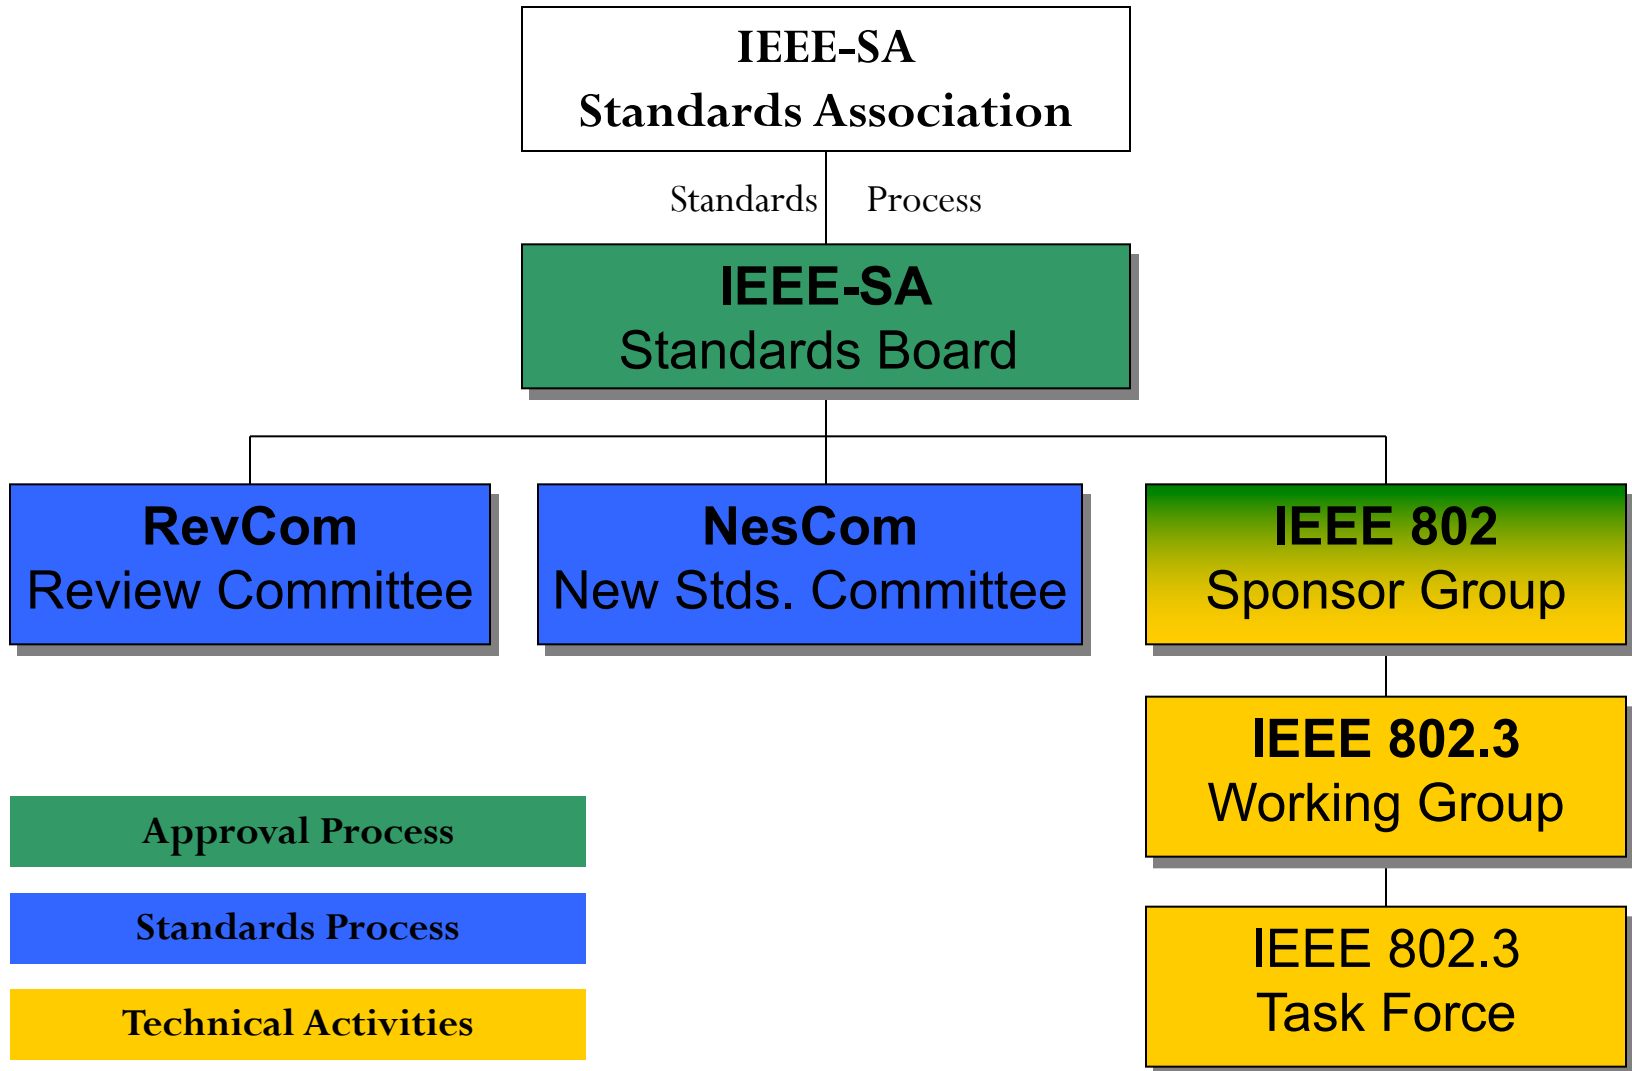 IEEE-SA
Standards Association
Standards Process
IEEE-SA
Standards Board
RevCom
Review Committee
NesCom
New Stds. Committee
IEEE 802
Sponsor Group
IEEE 802.3
Working Group
IEEE 802.3
Task Force
Approval Process
Standards Process
Technical Activities